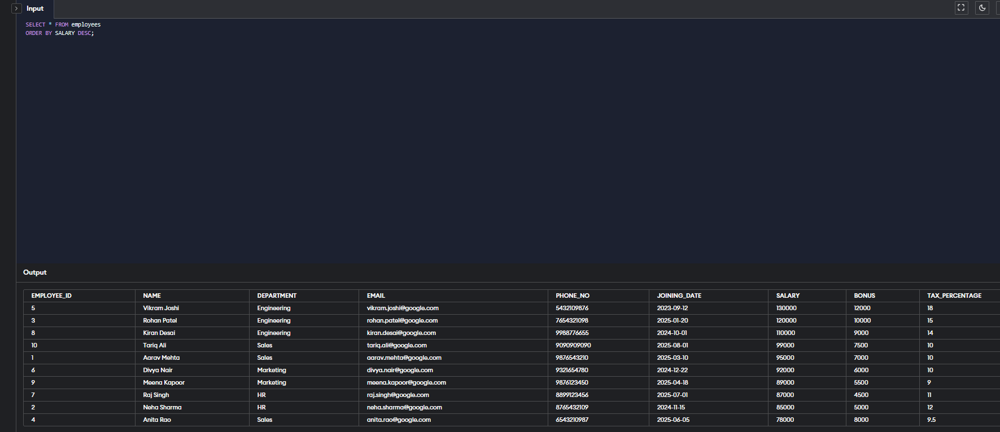 Input
SELECT * FROM employees
ORDER BY SALARY DESC;
Output
EMPLOYEE_ID NAME DEPARTMENT EMAIL PHONE_NO JOINING_DATE SALARY BONUS TAX_PERCENTAGE
5 Vikram Joshi Engineering vikram.joshi@google.com 5432109876 2023-09-12 130000 12000 18
3 Rohan Patel Engineering rohan.patel@google.com 7654321098 2025-01-20 120000 10000 15
8 Kiran Desai Engineering kiran.desai@google.com 9988776655 2024-10-01 110000 9000 14
10 Tariq Ali Sales tariq.ali@google.com 9090909090 2025-08-01 99000 7500 10
1 Aarav Mehta Sales aarav.mehta@google.com 9876543210 2025-03-10 95000 7000 10
6 Divya Nair Marketing divya.nair@google.com 9321654780 2024-12-22 92000 6000 10
9 Meena Kapoor Marketing meena.kapoor@google.com 9876123450 2025-04-18 89000 5500 9
7 Raj Singh HR raj.singh@google.com 8899123456 2025-07-01 87000 4500 11
2 Neha Sharma HR neha.sharma@google.com 8765432109 2024-11-15 85000 5000 12
4 Anita Rao Sales anita.rao@google.com 6543210987 2025-06-05 78000 8000 9.5